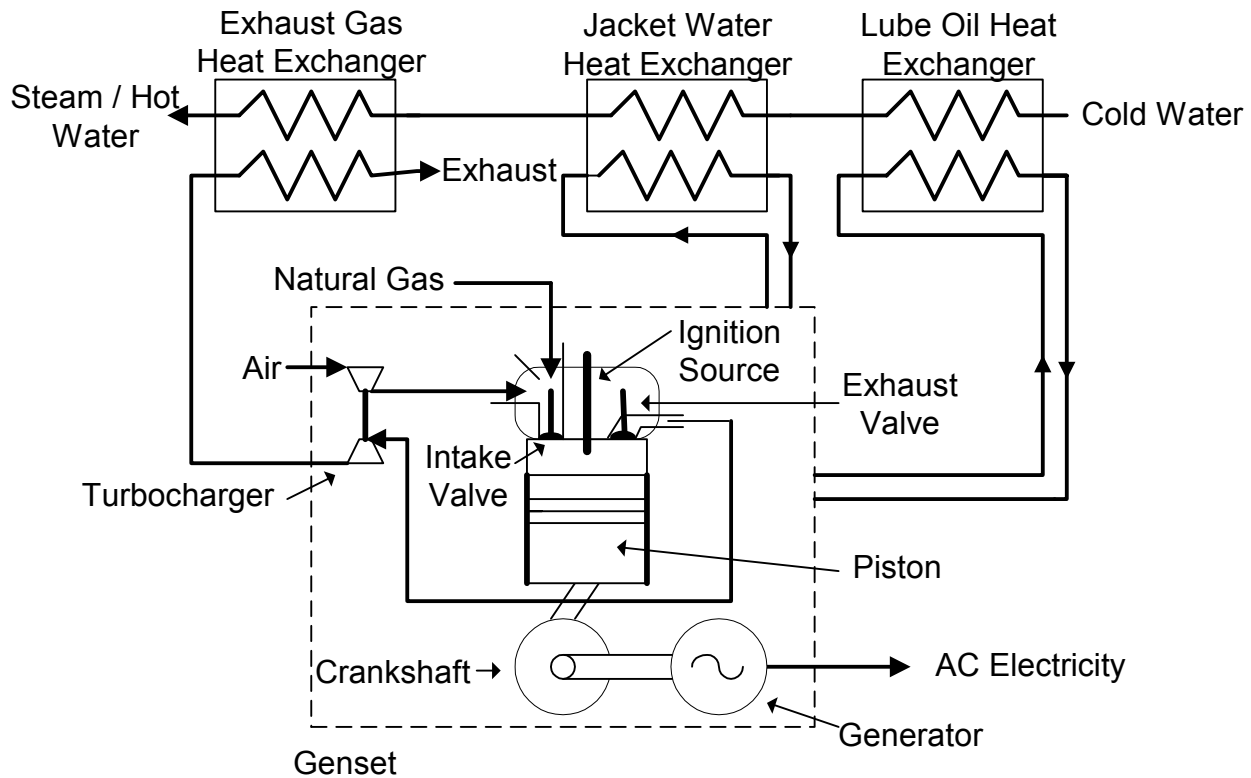 Exhaust Gas
Heat Exchanger
Jacket Water
Heat Exchanger
Lube Oil Heat
Exchanger
Steam / Hot
Water
Cold Water
Exhaust
Natural Gas
Ignition
Source
Air
Exhaust
Valve
Intake
Valve
Turbocharger
Piston
Crankshaft
AC Electricity
Generator
Genset